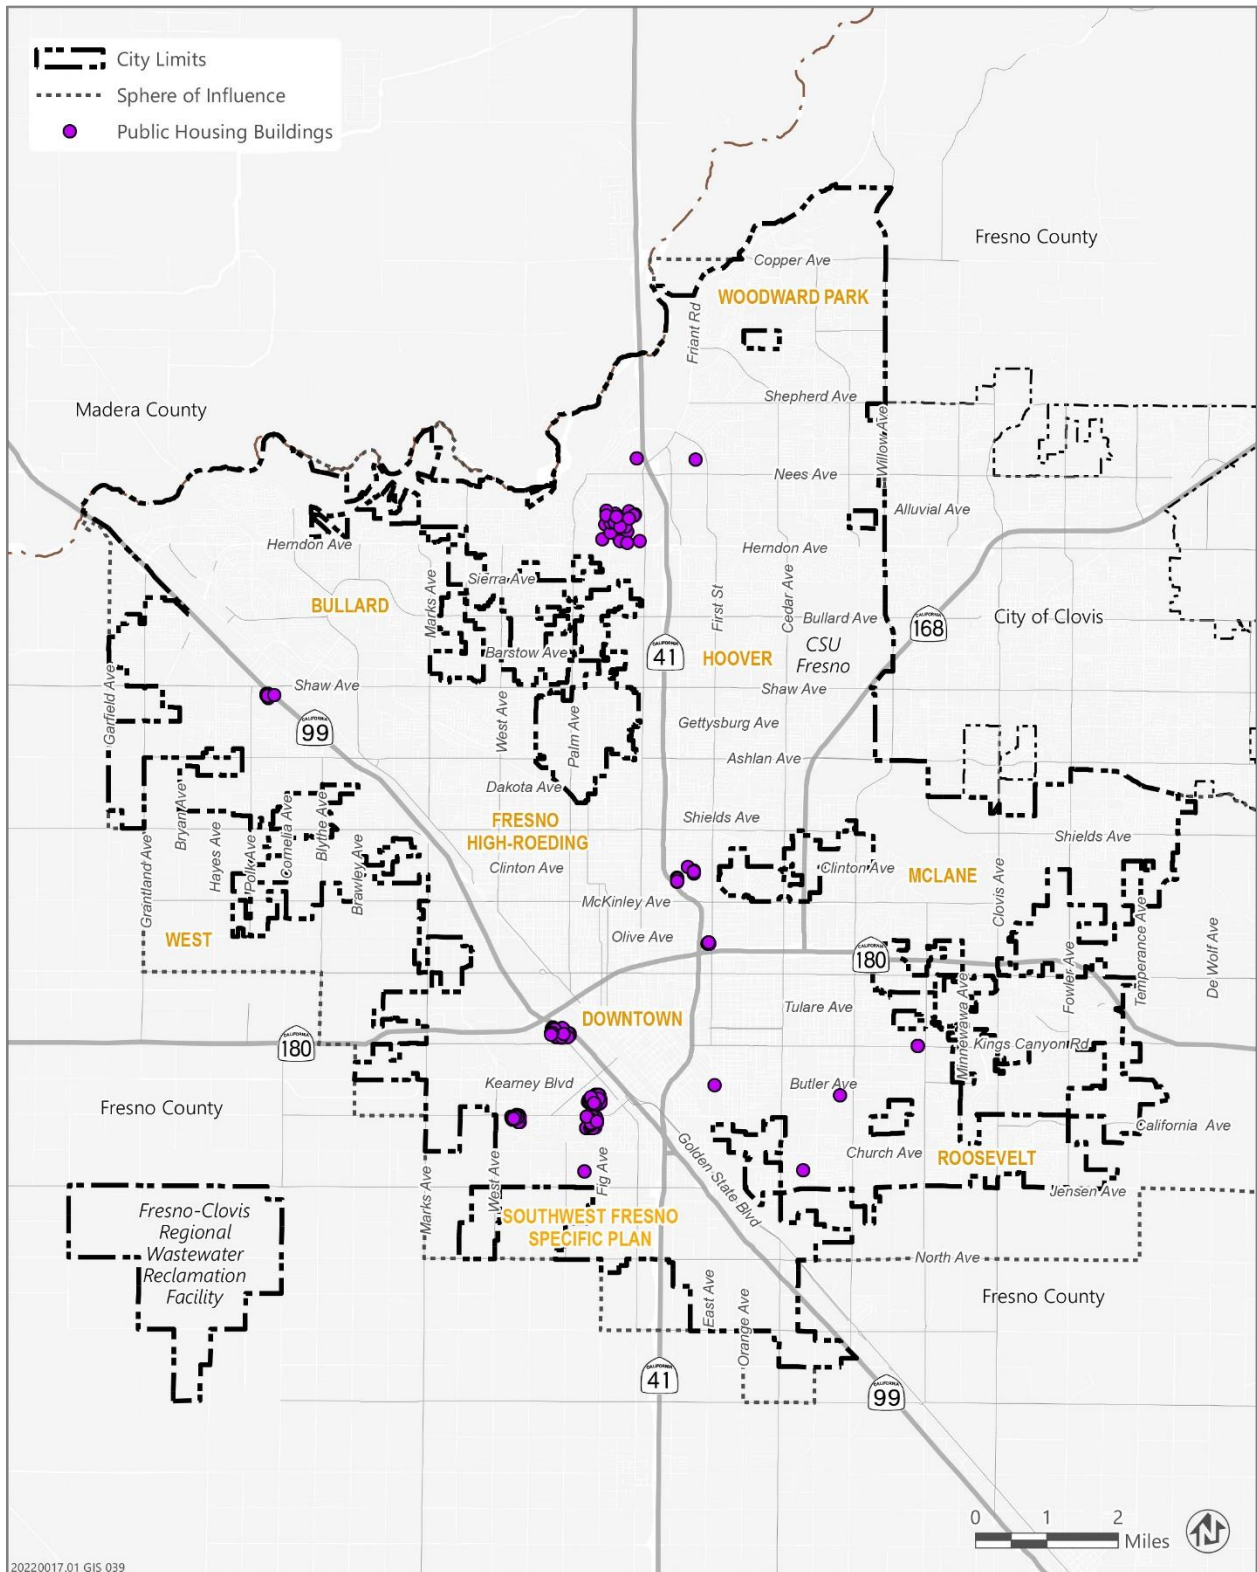 City Limits
Sphere of Influence
Public Housing Buildings
Fresno County
Copper Ave
WOODWARD PARK
Friant Rd
Shepherd Ave
Madera County
Willow Ave
Nees Ave
Alluvial Ave
Herndon Ave
Herndon Ave
Sierra Ave
BULLARD
Marks Ave
First St
Cedar Ave
Bullard Ave
CALIFORNIA
168
City of Clovis
CALIFORNIA
41
HOOVER
CSU
Fresno
Barstow Ave
Garfield Ave
Shaw Ave
Shaw Ave
CALIFORNIA
99
West Ave
Palm Ave
Gettysburg Ave
Ashlan Ave
Dakota Ave
Bryan Ave
Hayes Ave
Polk Ave
Cornelia Ave
Blythe Ave
Brawley Ave
Grantland Ave
FRESNO
HIGH-ROEDING
Shields Ave
Shields Ave
Clinton Ave
Clinton Ave
MCLANE
Clovis Ave
McKinley Ave
Olive Ave
WEST
CALIFORNIA
180
Fowler Ave
Temperance Ave
De Wolf Ave
Tulare Ave
DOWNTOWN
Minnewawa Ave
Kings Canyon Rd
CALIFORNIA
180
Kearney Blvd
Butler Ave
Fresno County
California Ave
Golden State Blvd
Church Ave
ROOSEVELT
Marks Ave
West Ave
Fig Ave
Jensen Ave
SOUTHWEST FRESNO
SPECIFIC PLAN
Fresno-Clovis
Regional
Wastewater
Reclamation
Facility
North Ave
East Ave
Orange Ave
Fresno County
CALIFORNIA
41
CALIFORNIA
99
0 1 2
Miles
N
20220017.01 GIS 039